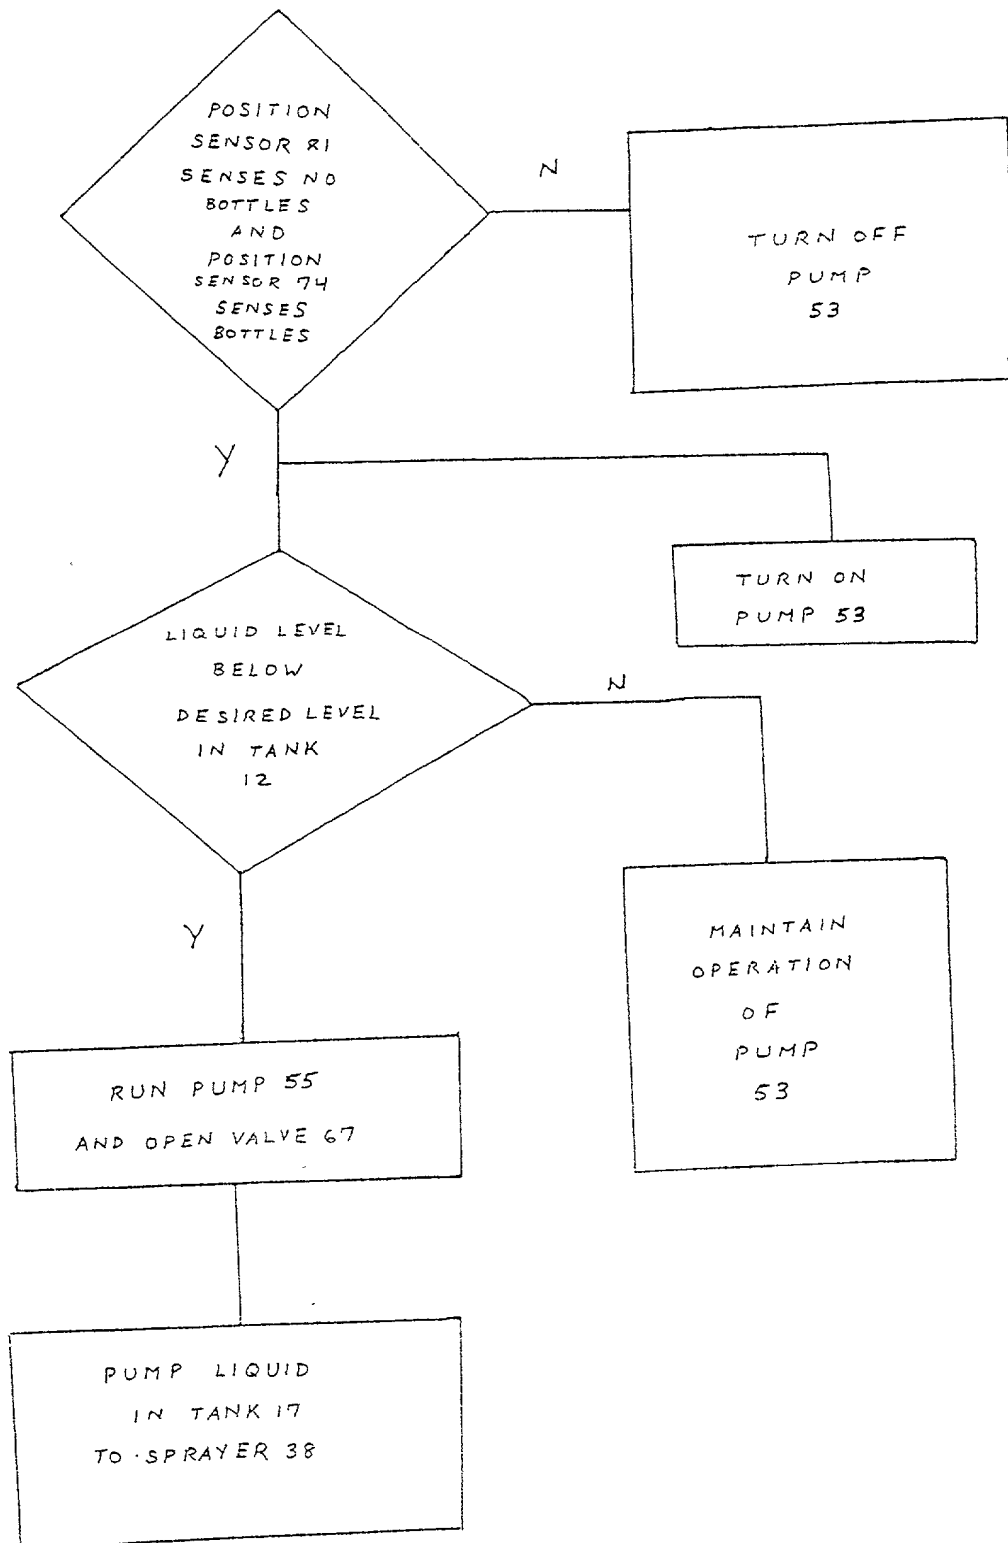 POSITION
SENSOR 81
SENSES NO
BOTTLES
AND
POSITION
SENSOR 74
SENSES
BOTTLES
N
TURN OFF
PUMP
53
Y
TURN ON
PUMP 53
LIQUID LEVEL
BELOW
DESIRED LEVEL
IN TANK
12
N
MAINTAIN
OPERATION
OF
PUMP
53
Y
RUN PUMP 55
AND OPEN VALVE 67
PUMP LIQUID
IN TANK 17
TO SPRAYER 38